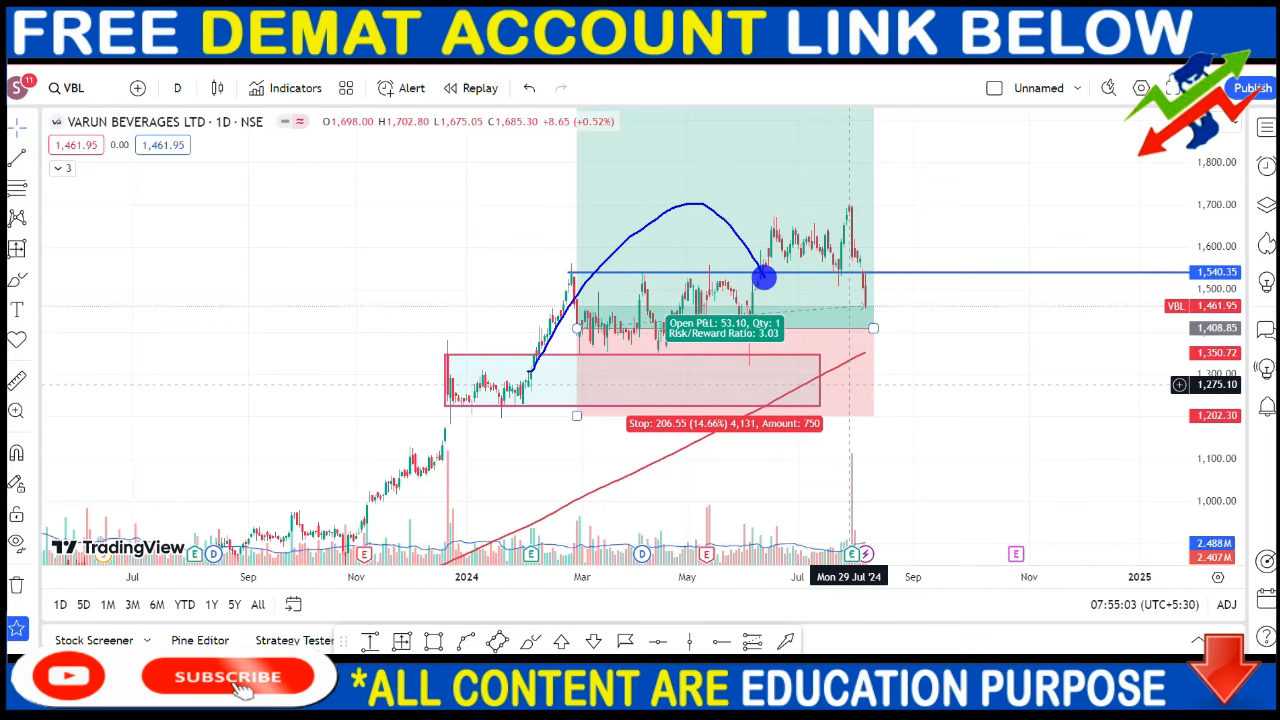 FREE DEMAT ACCOUNT LINK BELOW
S 11 VBL D Indicators Alert Replay Unnamed Publish
VARUN BEVERAGES LTD · 1D · NSE O1,698.00 H1,702.80 L1,675.05 C1,685.30 +8.65 (+0.52%)
1,461.95 0.00 1,461.95
3
1,800.00
1,700.00
1,600.00
1,540.35
1,500.00
VBL 1,461.95
Open P&L: 53.10, Qty: 1
1,408.85
Risk/Reward Ratio: 3.03
1,350.72
1,300.00
1,275.10
1,202.30
Stop: 206.55 (14.66%) 4,131, Amount: 750
1,100.00
1,000.00
2.488M
TradingView
E D E E D E E E
2.407M
Jul Sep Nov 2024 Mar May Jul Mon 29 Jul '24 Sep Nov 2025
1D 5D 1M 3M 6M YTD 1Y 5Y All 07:55:03 (UTC+5:30) ADJ
Stock Screener Pine Editor Strategy Tester
SUBSCRIBE
*ALL CONTENT ARE EDUCATION PURPOSE